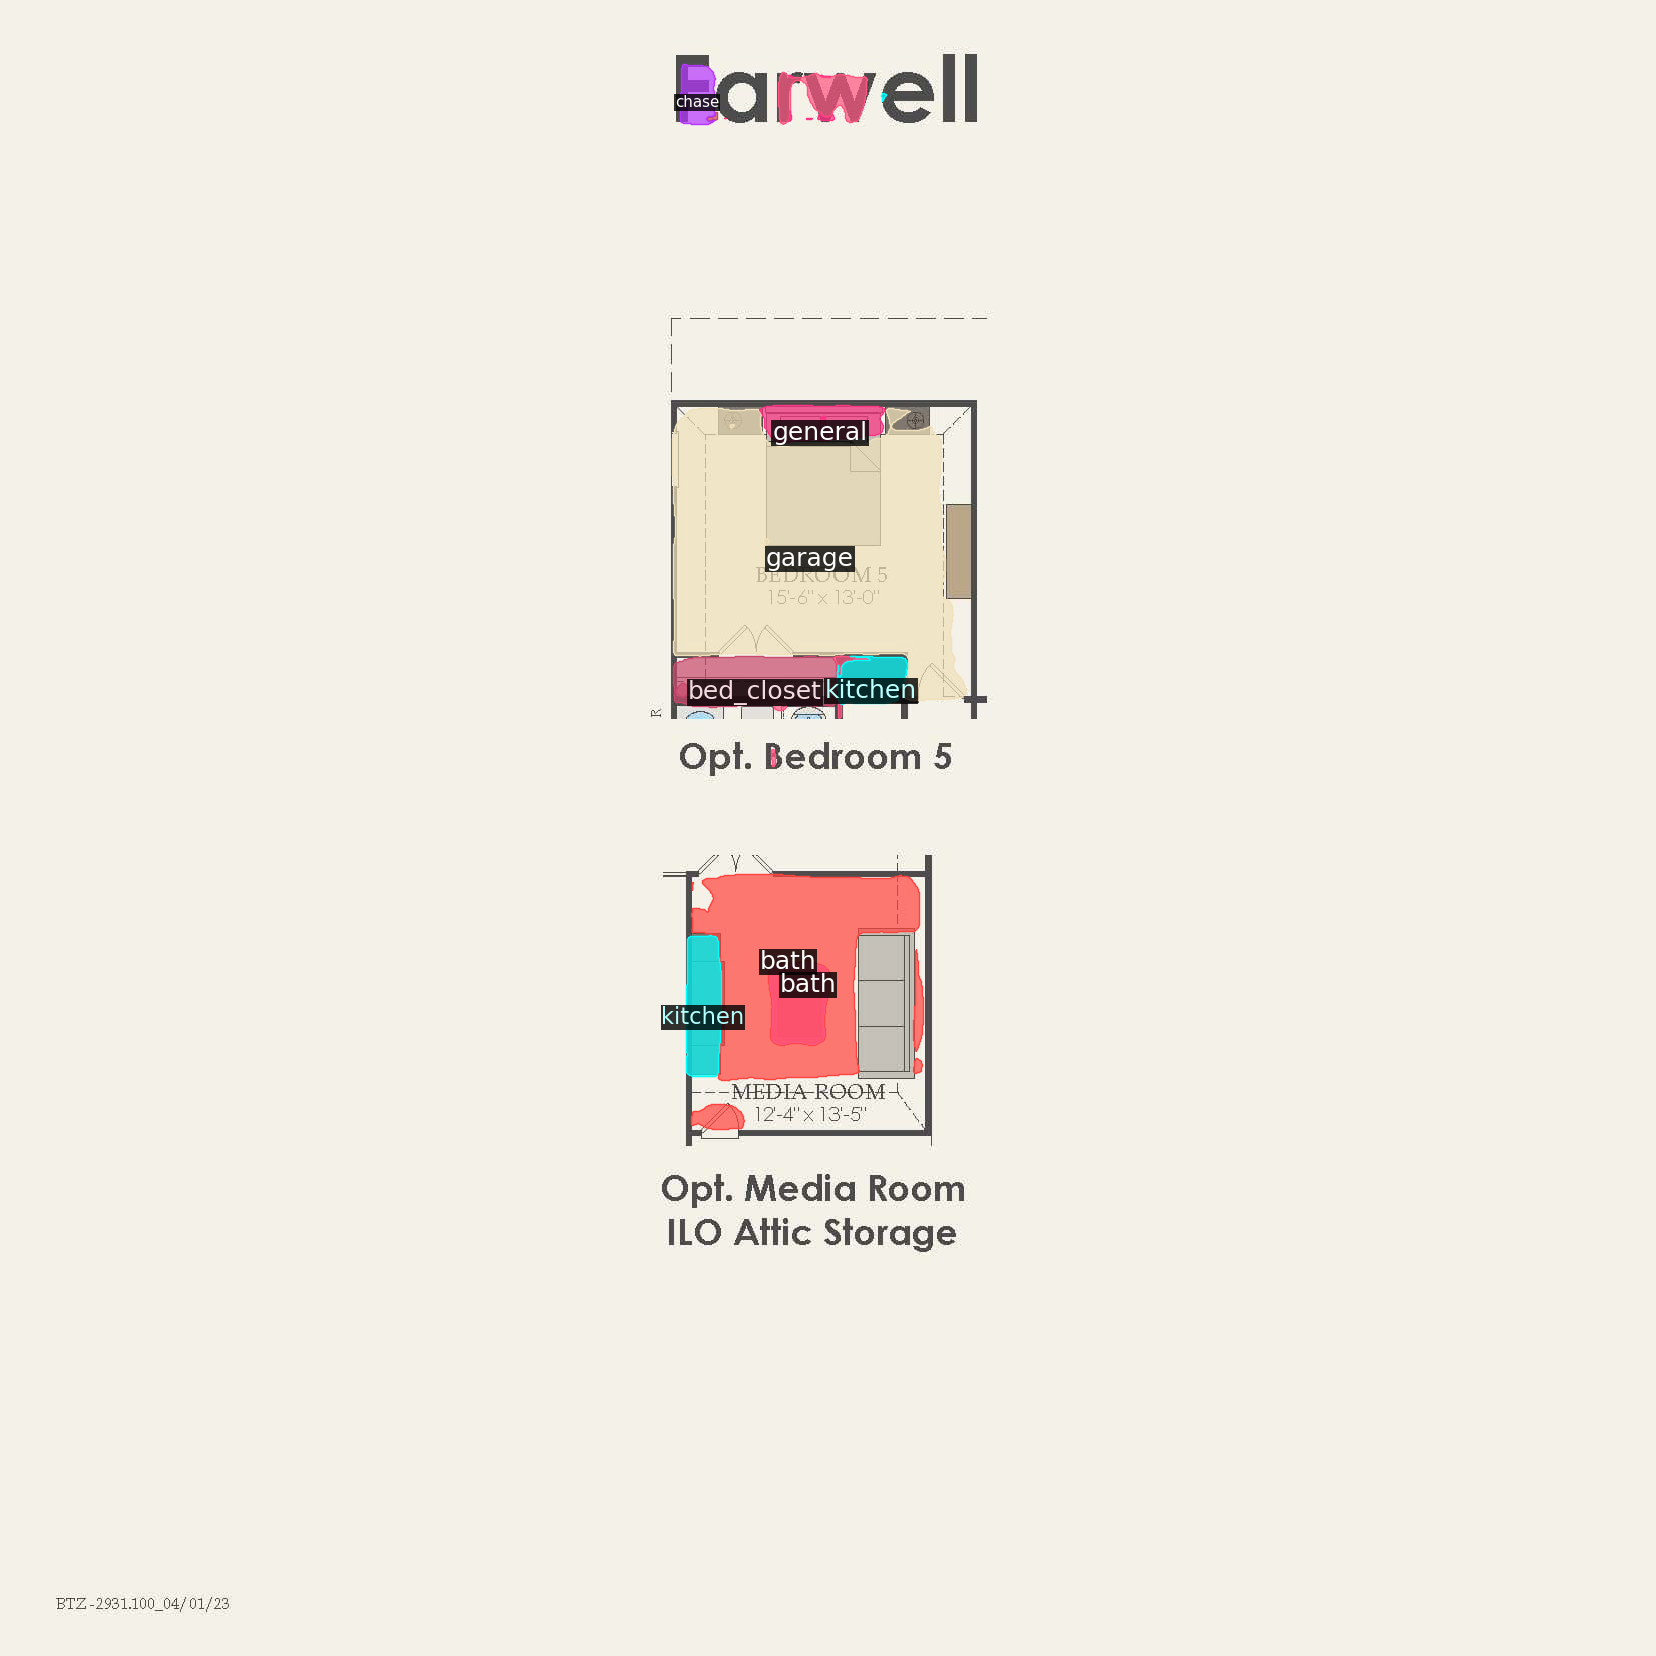 Earwell
chase
general
garage
BEDROOM 5
15'-6" x 13'-0"
bed_closet
kitchen
R
Opt. Bedroom 5
bath
bath
kitchen
MEDIA ROOM
12'-4" x 13'-5"
Opt. Media Room
ILO Attic Storage
BTZ-2931.100_04/01/23